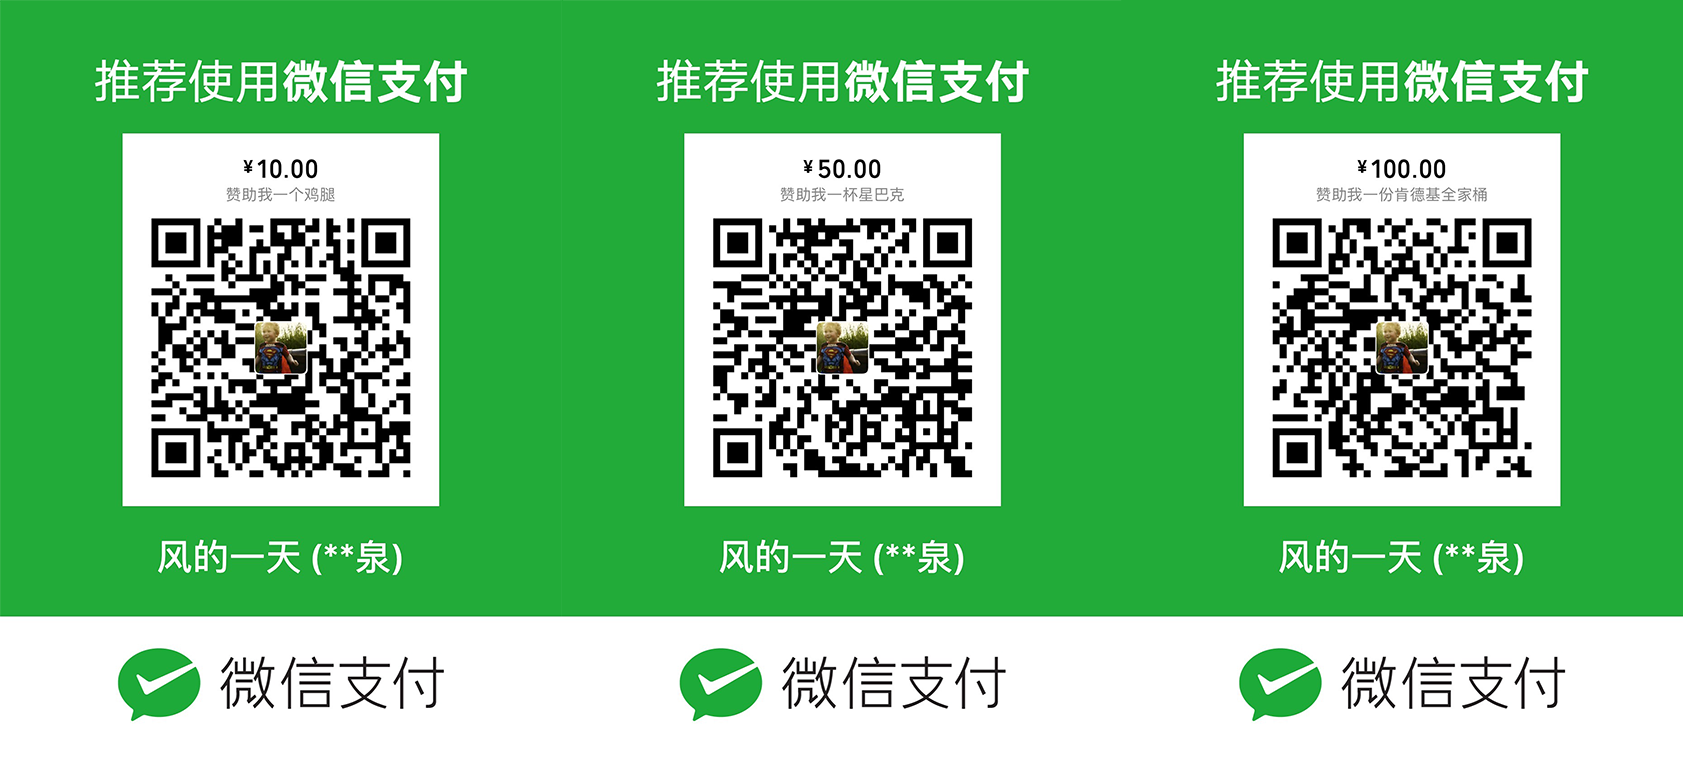 推荐使用微信支付
¥10.00
赞助我一个鸡腿
风的一天 (**泉)
微信支付
推荐使用微信支付
¥50.00
赞助我一杯星巴克
风的一天 (**泉)
微信支付
推荐使用微信支付
¥100.00
赞助我一份肯德基全家桶
风的一天 (**泉)
微信支付